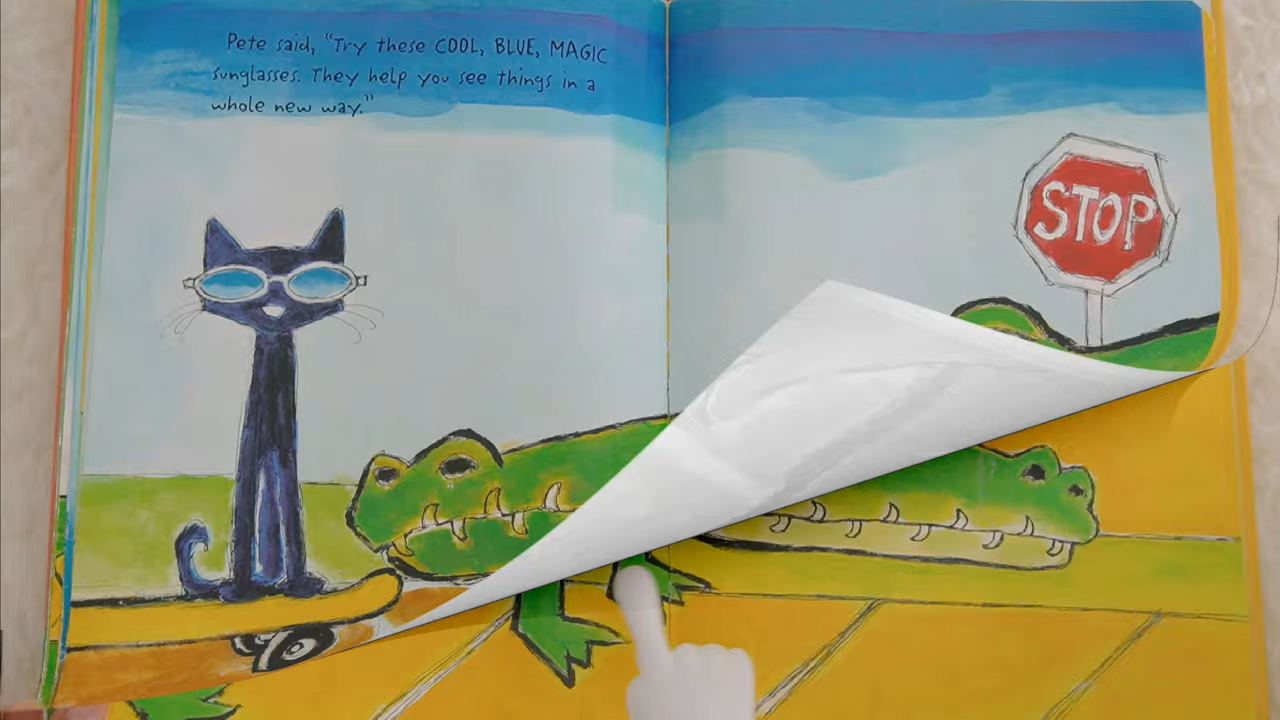 Pete said, "Try these COOL, BLUE, MAGIC
sunglasses. They help you see things in a
whole new way."
STOP